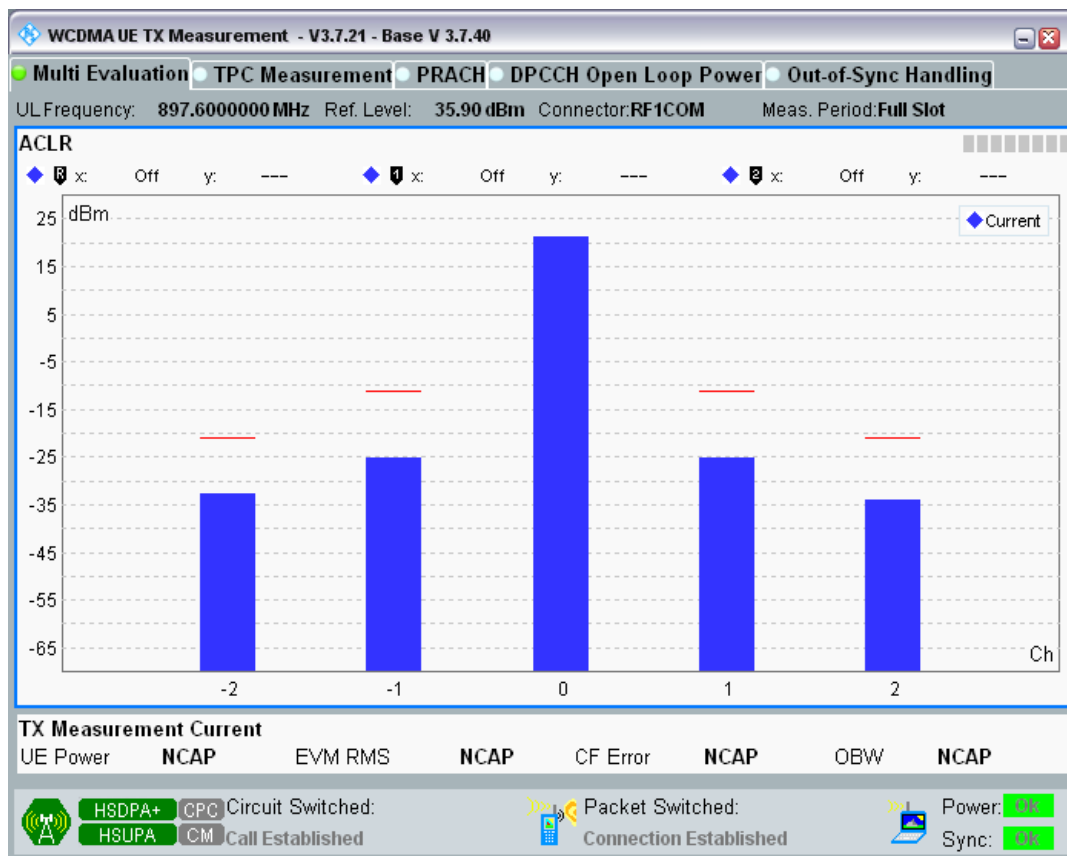 WCDMA UE TX Measurement - V3.7.21 - Base V 3.7.40
Multi Evaluation TPC Measurement PRACH DPCCH Open Loop Power Out-of-Sync Handling
UL Frequency: 897.6000000 MHz Ref. Level: 35.90 dBm Connector:RF1COM Meas. Period:Full Slot
ACLR
R x: Off y: --- 1 x: Off y: --- 2 x: Off y: ---
dBm
Current
25
15
5
-5
-15
-25
-35
-45
-55
-65
Ch
-2 -1 0 1 2
TX Measurement Current
UE Power NCAP EVM RMS NCAP CF Error NCAP OBW NCAP
HSDPA+ CPC Circuit Switched: Packet Switched: Power: OK
HSUPA CM Call Established Connection Established Sync: OK